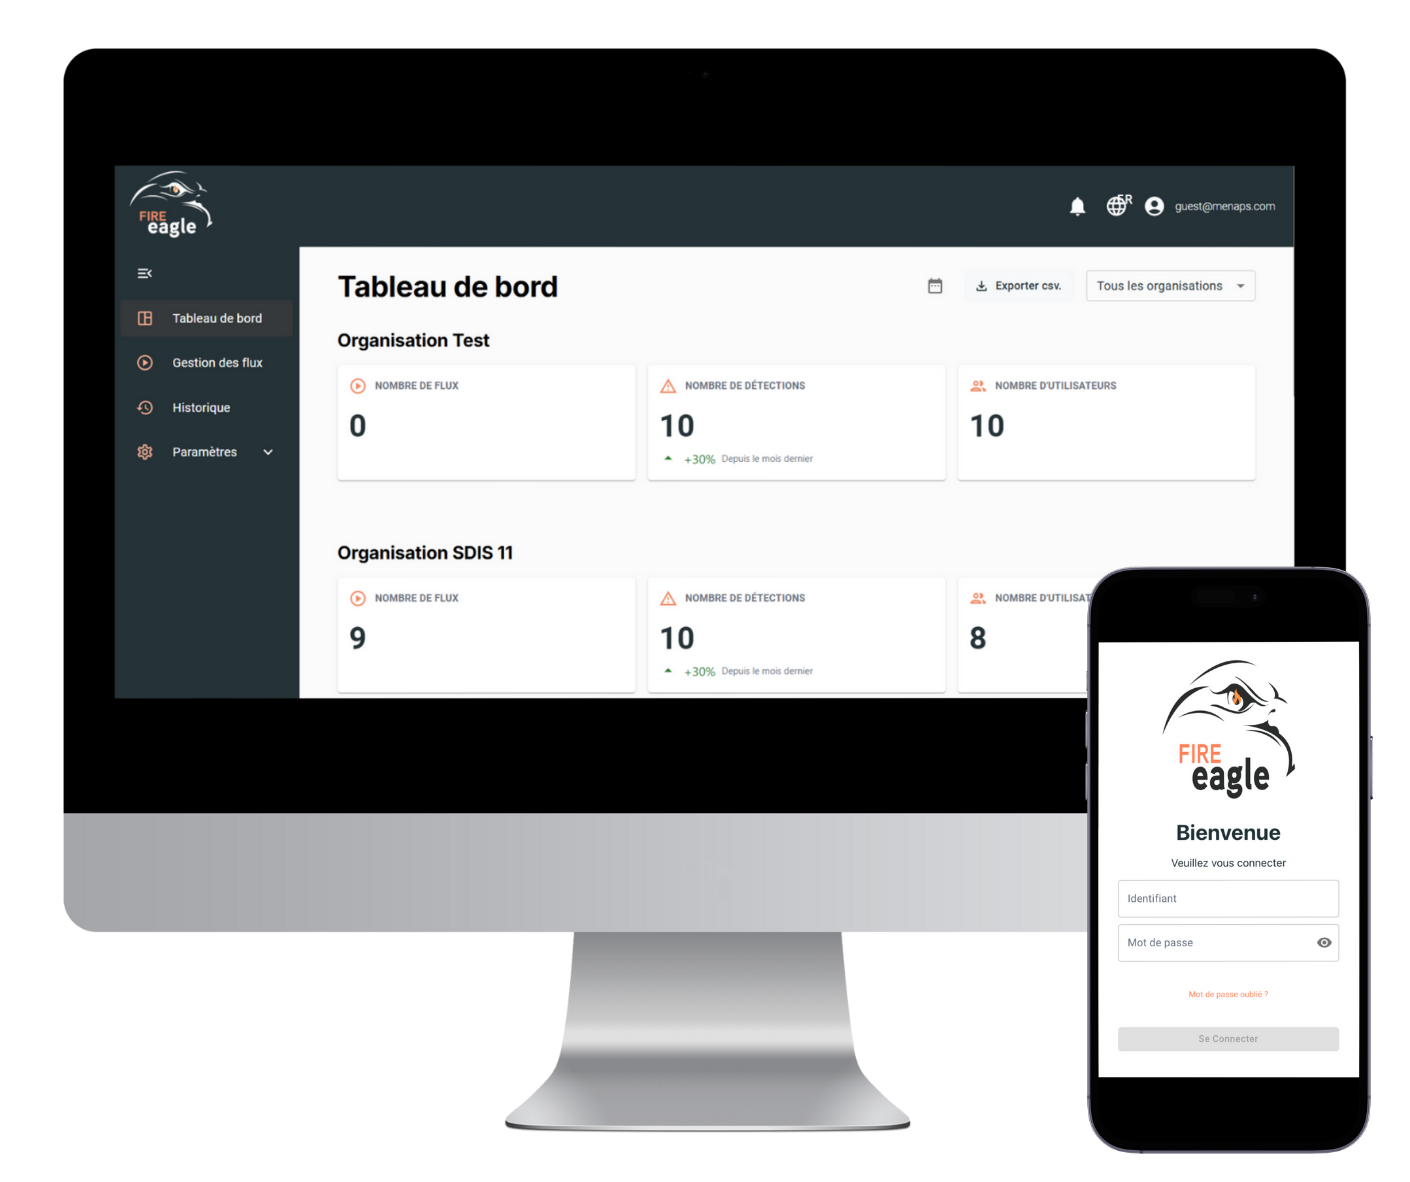 FIRE
eagle
FR
guest@menaps.com
Tableau de bord
Gestion des flux
Historique
Paramètres
Tableau de bord
Exporter csv.
Tous les organisations
Organisation Test
NOMBRE DE FLUX
0
NOMBRE DE DÉTECTIONS
10
+30% Depuis le mois dernier
NOMBRE D'UTILISATEURS
10
Organisation SDIS 11
NOMBRE DE FLUX
9
NOMBRE DE DÉTECTIONS
10
+30% Depuis le mois dernier
NOMBRE D'UTILISAT
8
FIRE
eagle
Bienvenue
Veuillez vous connecter
Identifiant
Mot de passe
Mot de passe oublié ?
Se Connecter